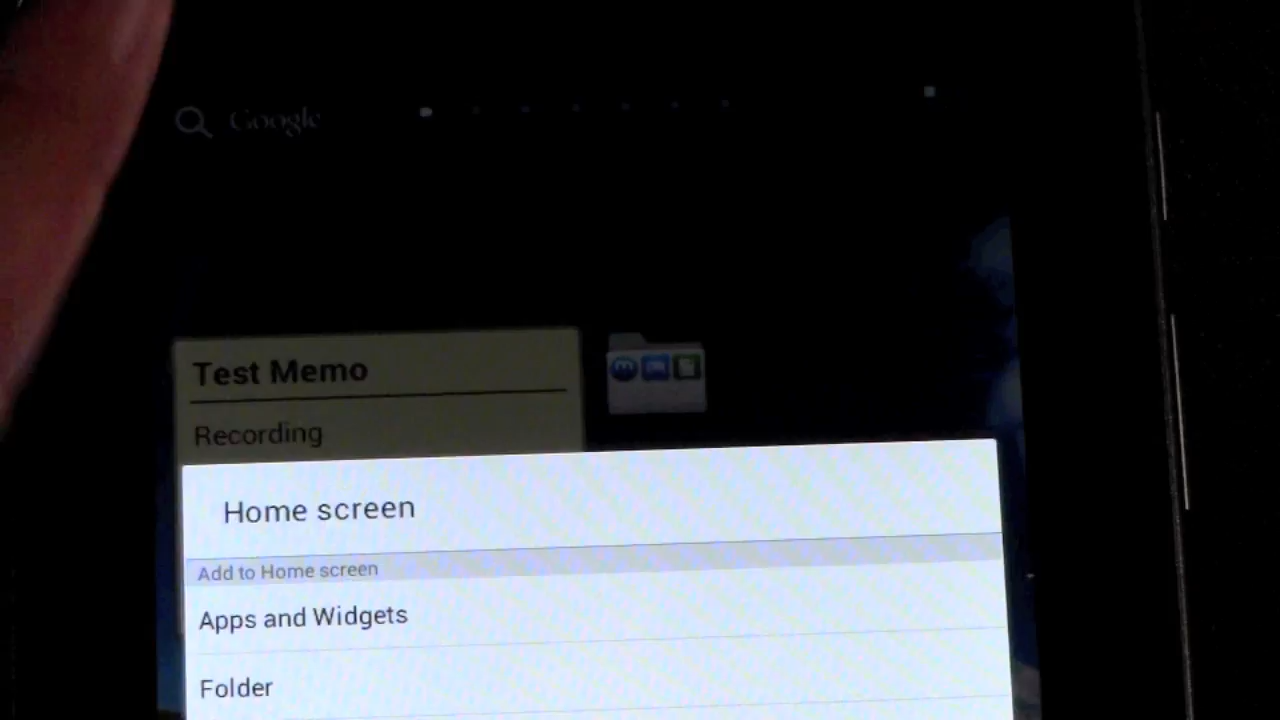 Google
Test Memo
Recording
Home screen
Add to Home screen
Apps and Widgets
Folder